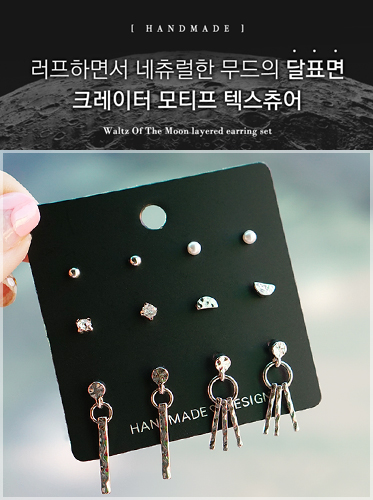 [ HANDMADE ]
러프하면서 네츄럴한 무드의 달표면
크레이터 모티프 텍스츄어
Waltz Of The Moon layered earring set
HANDMADE DESIGN